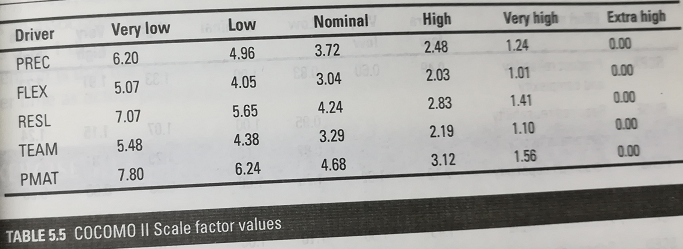 Driver Very low Low Nominal High Very high Extra high
PREC 6.20 4.96 3.72 2.48 1.24 0.00
FLEX 5.07 4.05 3.04 2.03 1.01 0.00
RESL 7.07 5.65 4.24 2.83 1.41 0.00
TEAM 5.48 4.38 3.29 2.19 1.10 0.00
PMAT 7.80 6.24 4.68 3.12 1.56 0.00
TABLE 5.5 COCOMO II Scale factor values